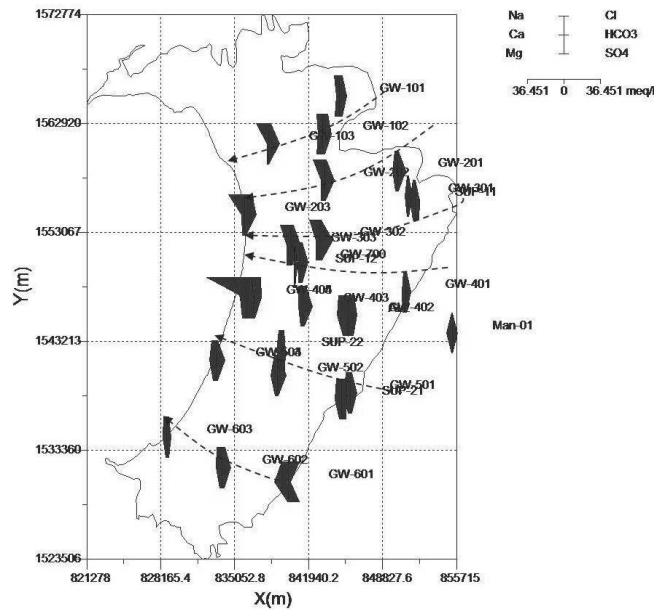 1572774
Na Cl
Ca HCO3
Mg SO4
36.451 0 36.451 meq/l
GW-101
1562920
GW-102
GW-103
GW-201
GW-202
GW-301
SUP-11
GW-203
GW-302
1553067
GW-303
GW-700
SUP-12
GW-401
GW-403
GW-402
Man-01
1543213
SUP-22
GW-502
GW-501
SUP-21
GW-603
1533360
GW-602
GW-601
1523506
821278 828165.4 835052.8 841940.2 848827.6 855715
Y(m)
X(m)